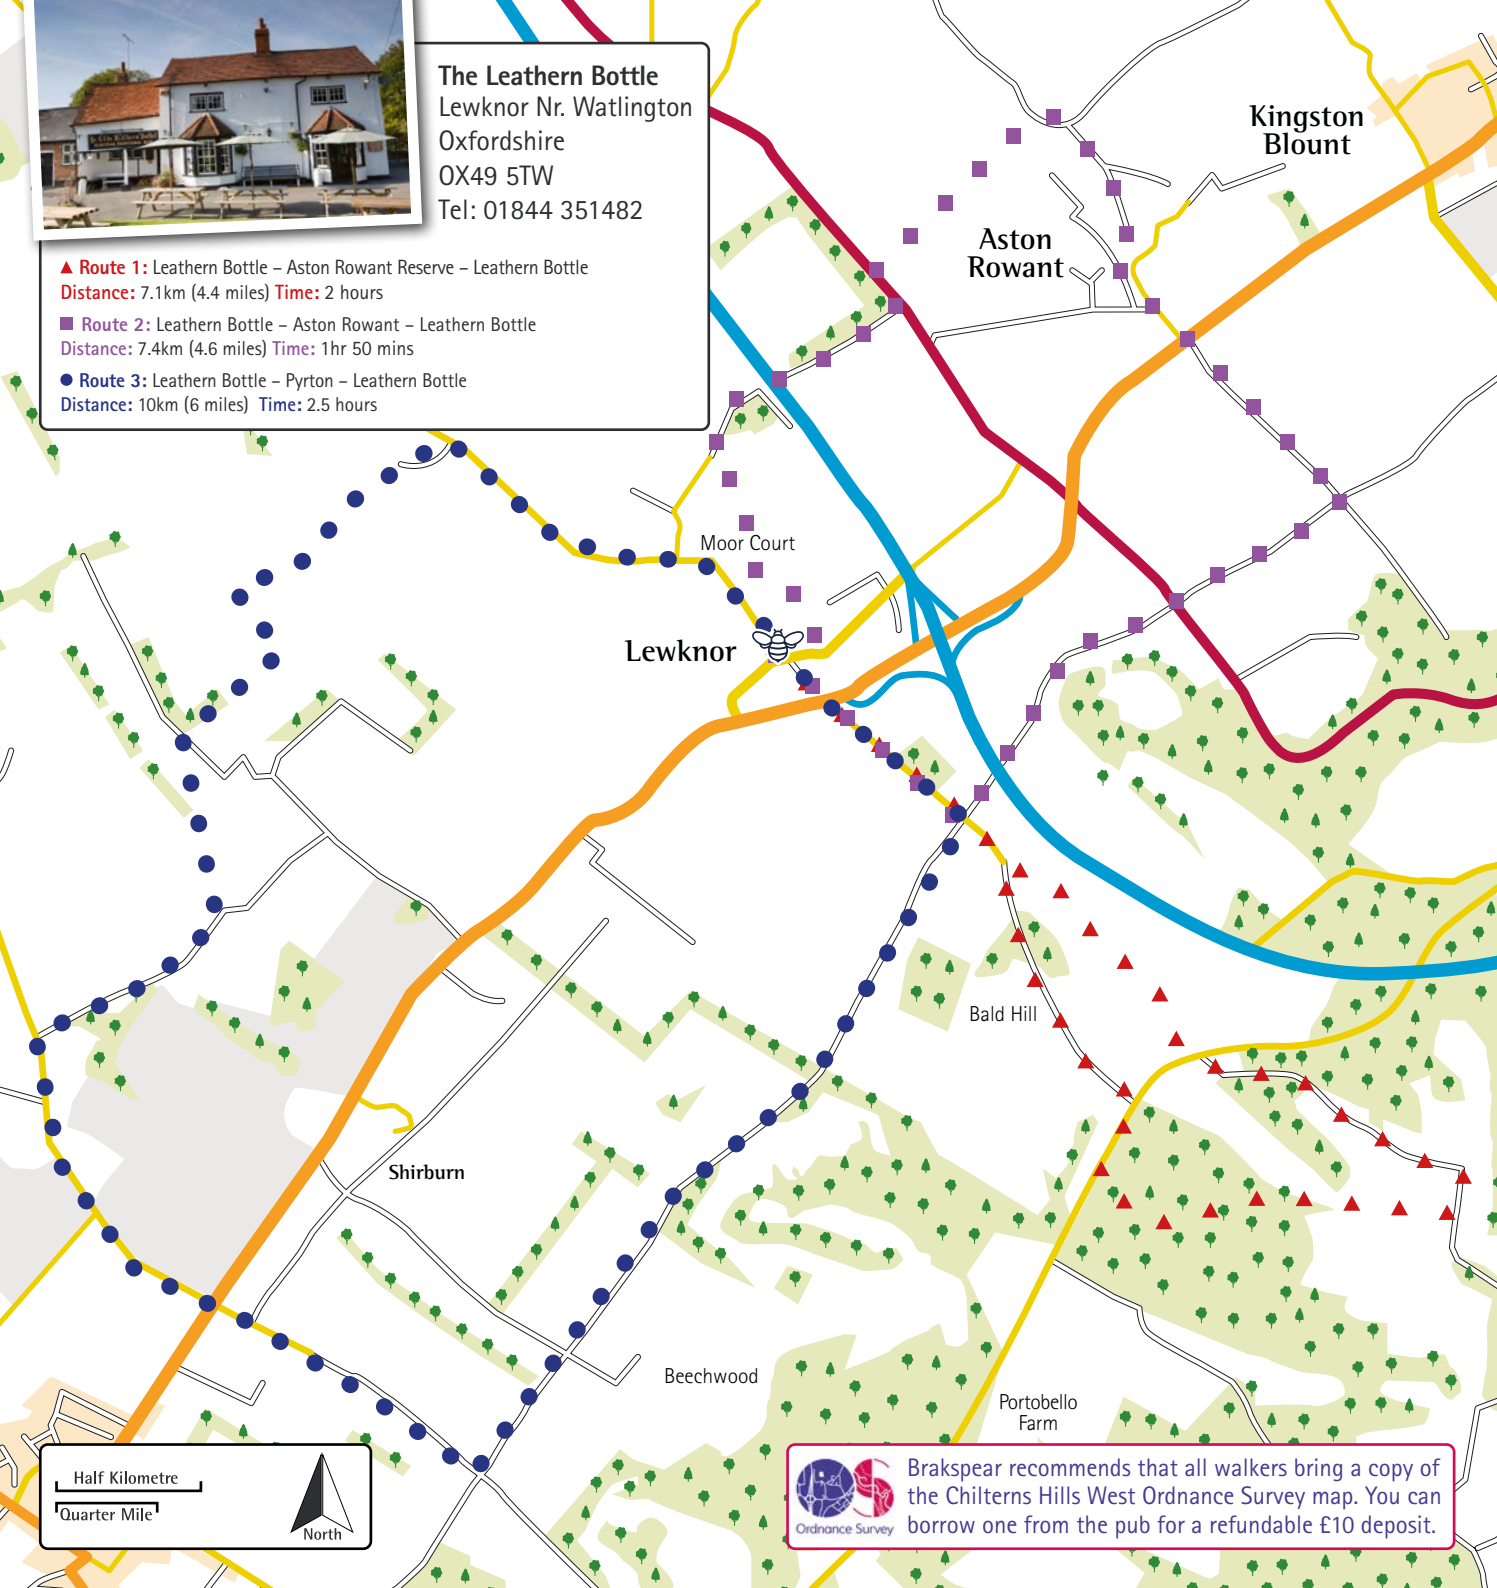 The Leathern Bottle
Lewknor Nr. Watlington
Oxfordshire
OX49 5TW
Tel: 01844 351482
Route 1: Leathern Bottle – Aston Rowant Reserve – Leathern Bottle
Distance: 7.1km (4.4 miles) Time: 2 hours
Route 2: Leathern Bottle – Aston Rowant – Leathern Bottle
Distance: 7.4km (4.6 miles) Time: 1hr 50 mins
Route 3: Leathern Bottle – Pyrton – Leathern Bottle
Distance: 10km (6 miles) Time: 2.5 hours
Kingston
Blount
Aston
Rowant
Moor Court
Lewknor
Bald Hill
Shirburn
Beechwood
Portobello
Farm
Half Kilometre
Quarter Mile
North
Ordnance Survey
Brakspear recommends that all walkers bring a copy of
the Chilterns Hills West Ordnance Survey map. You can
borrow one from the pub for a refundable £10 deposit.